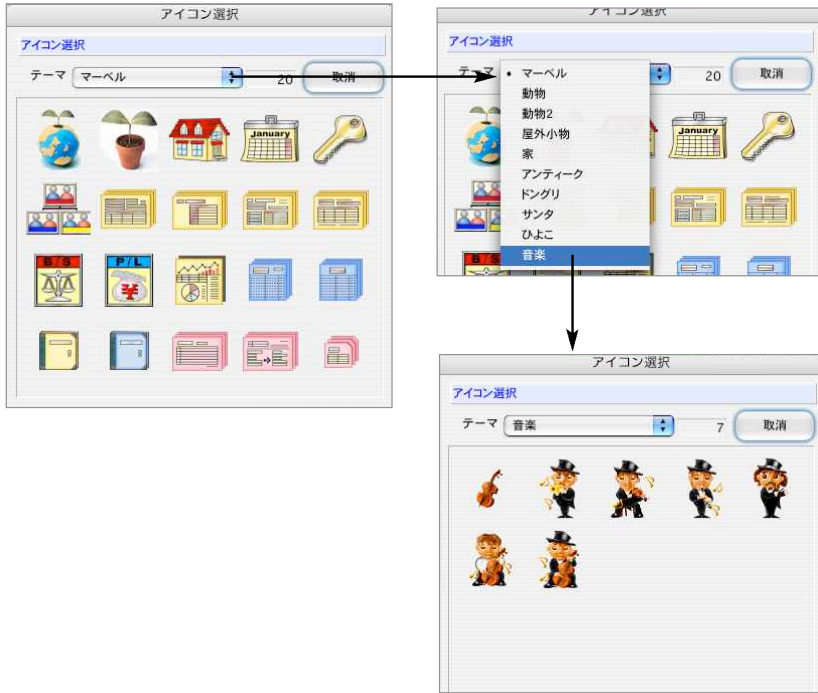 アイコン選択
アイコン選択
テーマ マーベル 20 取消
January
B/S P/L
¥
アイコン選択
アイコン選択
テーマ 20 取消
• マーベル
動物
動物2
屋外小物
家
アンティーク
ドングリ
サンタ
ひよこ
音楽
January
B/S
アイコン選択
アイコン選択
テーマ 音楽 7 取消